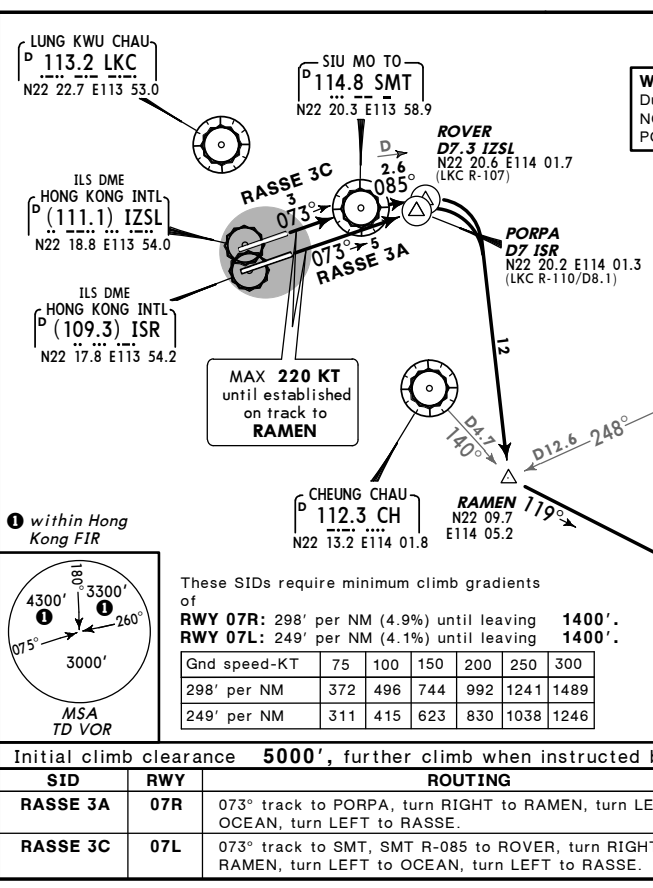 LUNG KWU CHAU
D 113.2 LKC
N22 22.7 E113 53.0
SIU MO TO
D 114.8 SMT
N22 20.3 E113 58.9
ROVER
D7.3 IZSL
N22 20.6 E114 01.7
(LKC R-107)
D
2.6
085°
RASSE 3C
3
073°
ILS DME
HONG KONG INTL
D (111.1) IZSL
N22 18.8 E113 54.0
073° 5
RASSE 3A
PORPA
D7 ISR
N22 20.2 E114 01.3
(LKC R-110/D8.1)
ILS DME
HONG KONG INTL
D (109.3) ISR
N22 17.8 E113 54.2
12
MAX 220 KT
until established
on track to
RAMEN
D4.7
140°
D12.6 248°
CHEUNG CHAU
D 112.3 CH
N22 13.2 E114 01.8
RAMEN
N22 09.7
E114 05.2
119°
1 within Hong
Kong FIR
180°
4300' 3300'
1 1
260°
075°
3000'
MSA
TD VOR
These SIDs require minimum climb gradients
of
RWY 07R: 298' per NM (4.9%) until leaving 1400'.
RWY 07L: 249' per NM (4.1%) until leaving 1400'.
Gnd speed-KT 75 100 150 200 250 300
298' per NM 372 496 744 992 1241 1489
249' per NM 311 415 623 830 1038 1246
Initial climb clearance 5000', further climb when instructed
SID RWY ROUTING
RASSE 3A 07R 073° track to PORPA, turn RIGHT to RAMEN, turn
OCEAN, turn LEFT to RASSE.
RASSE 3C 07L 073° track to SMT, SMT R-085 to ROVER, turn RIGHT
RAMEN, turn LEFT to OCEAN, turn LEFT to RASSE.